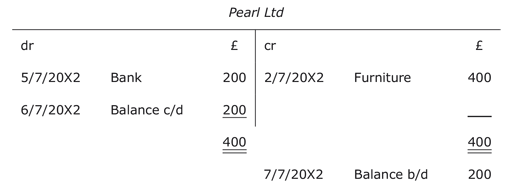 Pearl Ltd
dr £ cr £
5/7/20X2 Bank 200 2/7/20X2 Furniture 400
6/7/20X2 Balance c/d 200
400 400
7/7/20X2 Balance b/d 200